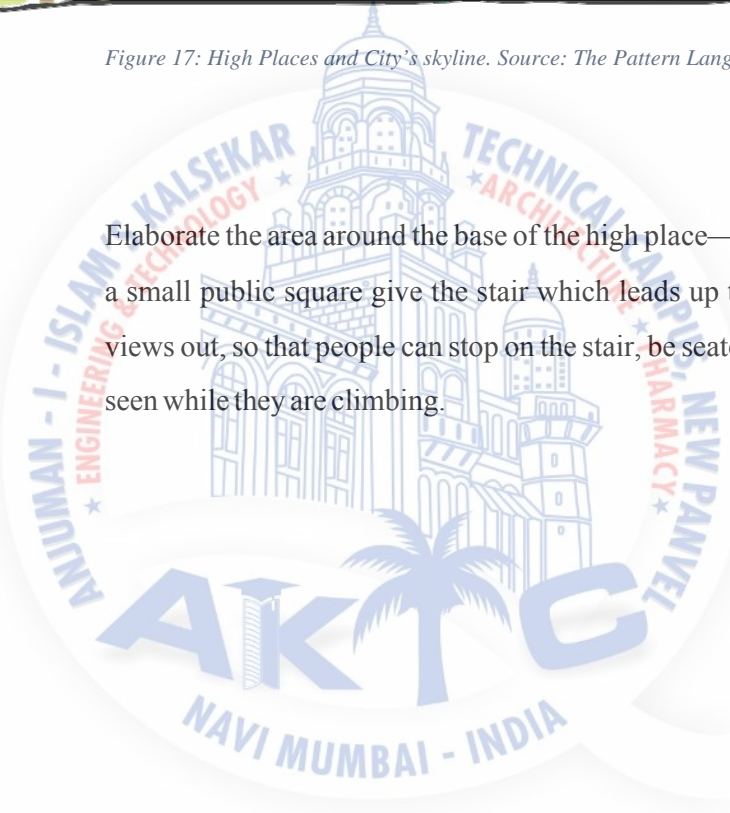 Figure 17: High Places and City's skyline. Source: The Pattern Lang
Elaborate the area around the base of the high place—
a small public square give the stair which leads up
views out, so that people can stop on the stair, be
seen while they are climbing.
ANJUMAN - I - ISLAM'S KALSEKAR TECHNICAL CAMPUS, NEW PANVEL
ENGINEERING & TECHNOLOGY ★ ARCHITECTURE ★ PHARMACY ★
AKTC
NAVI MUMBAI - INDIA